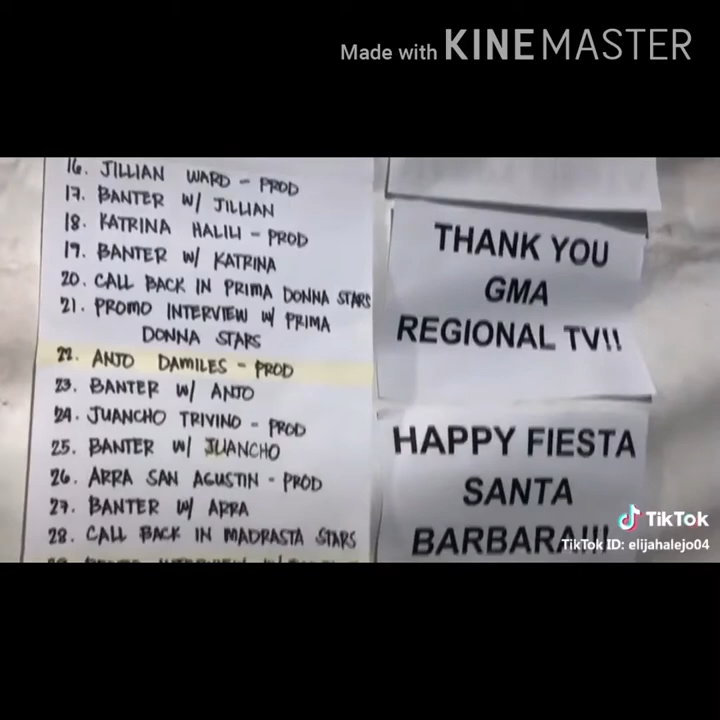 Made with KINEMASTER
16. JILLIAN WARD - PROD
17. BANTER W/ JILLIAN
18. KATRINA HALILI - PROD
19. BANTER W/ KATRINA
20. CALL BACK IN PRIMA DONNA STARS
21. PROMO INTERVIEW W/ PRIMA
DONNA STARS
22. ANJO DAMILES - PROD
23. BANTER W/ ANJO
24. JUANCHO TRIVINO - PROD
25. BANTER W/ JUANCHO
26. ARRA SAN AGUSTIN - PROD
27. BANTER W/ ARRA
28. CALL BACK IN MADRASTA STARS
THANK YOU
GMA
REGIONAL TV!!
HAPPY FIESTA
SANTA
BARBARA!!!
TikTok
TikTok ID: elijahalejo04